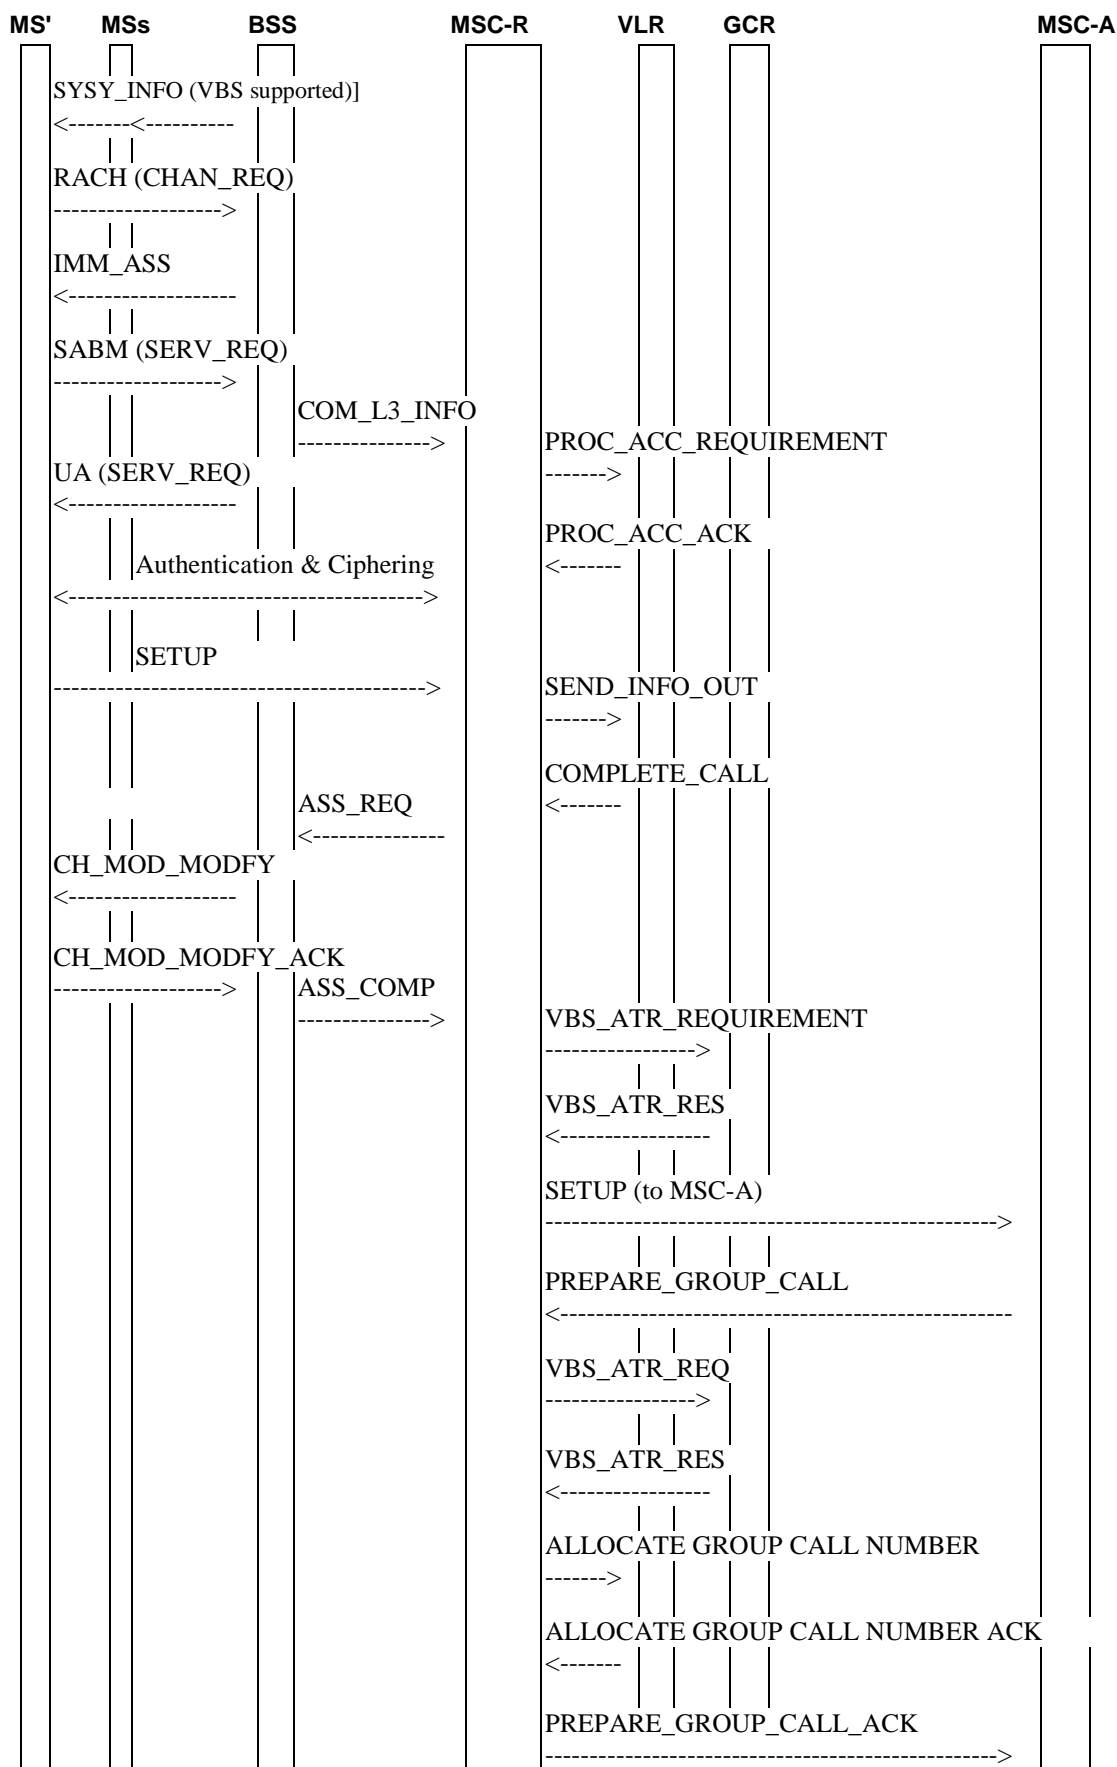 MS' MSs BSS MSC-R VLR GCR MSC-A
SYSY_INFO (VBS supported)]
<-------<----------
RACH (CHAN_REQ)
------------------->
IMM_ASS
<-------------------
SABM (SERV_REQ)
------------------->
COM_L3_INFO
---------------> PROC_ACC_REQUIREMENT
UA (SERV_REQ) ------->
<-------------------
PROC_ACC_ACK
Authentication & Ciphering <-------
<---------------------------------------->
SETUP
------------------------------------------> SEND_INFO_OUT
------->
COMPLETE_CALL
ASS_REQ <-------
<---------------
CH_MOD_MODFY
<-------------------
CH_MOD_MODFY_ACK
-------------------> ASS_COMP
---------------> VBS_ATR_REQUIREMENT
----------------->
VBS_ATR_RES
<-----------------
SETUP (to MSC-A)
--------------------------------------------------->
PREPARE_GROUP_CALL
<---------------------------------------------------
VBS_ATR_REQ
----------------->
VBS_ATR_RES
<-----------------
ALLOCATE GROUP CALL NUMBER
------->
ALLOCATE GROUP CALL NUMBER ACK
<-------
PREPARE_GROUP_CALL_ACK
--------------------------------------------------->